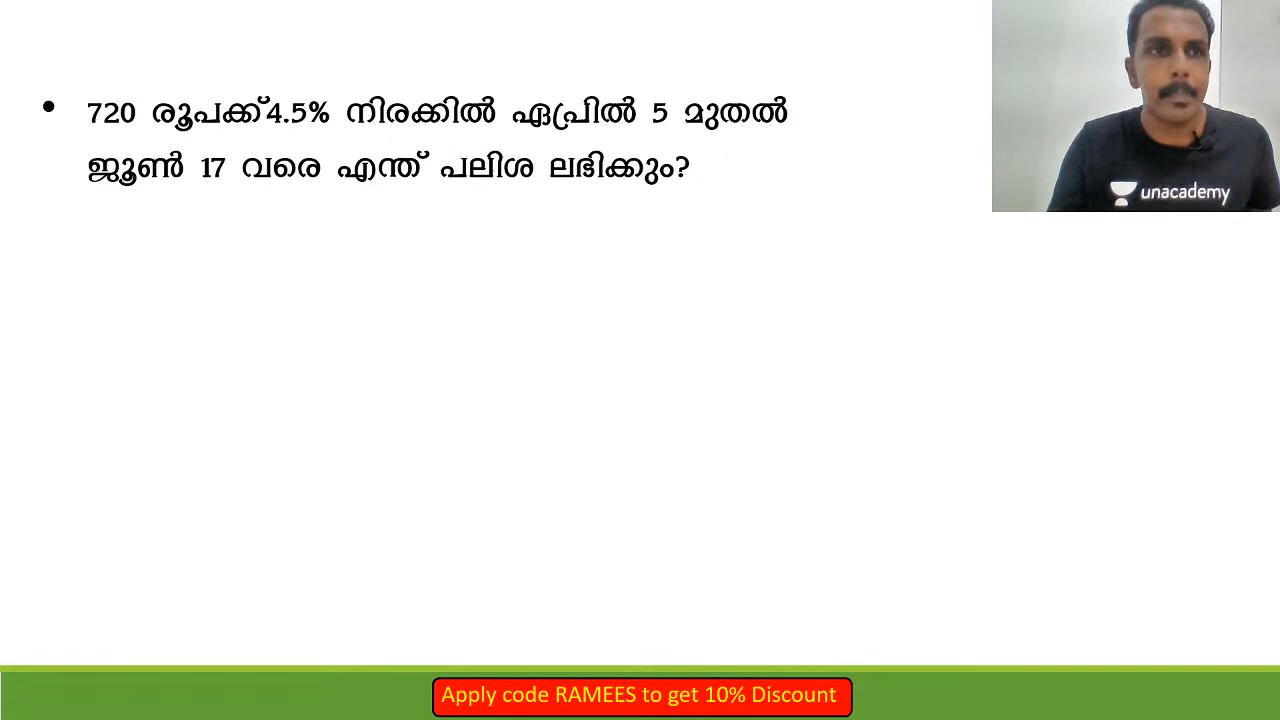 • 720 രൂപക്ക് 4.5% നിരക്കിൽ ഏപ്രിൽ 5 മുതൽ
ജൂൺ 17 വരെ എന്ത് പലിശ ലഭിക്കും?
unacademy
Apply code RAMEES to get 10% Discount